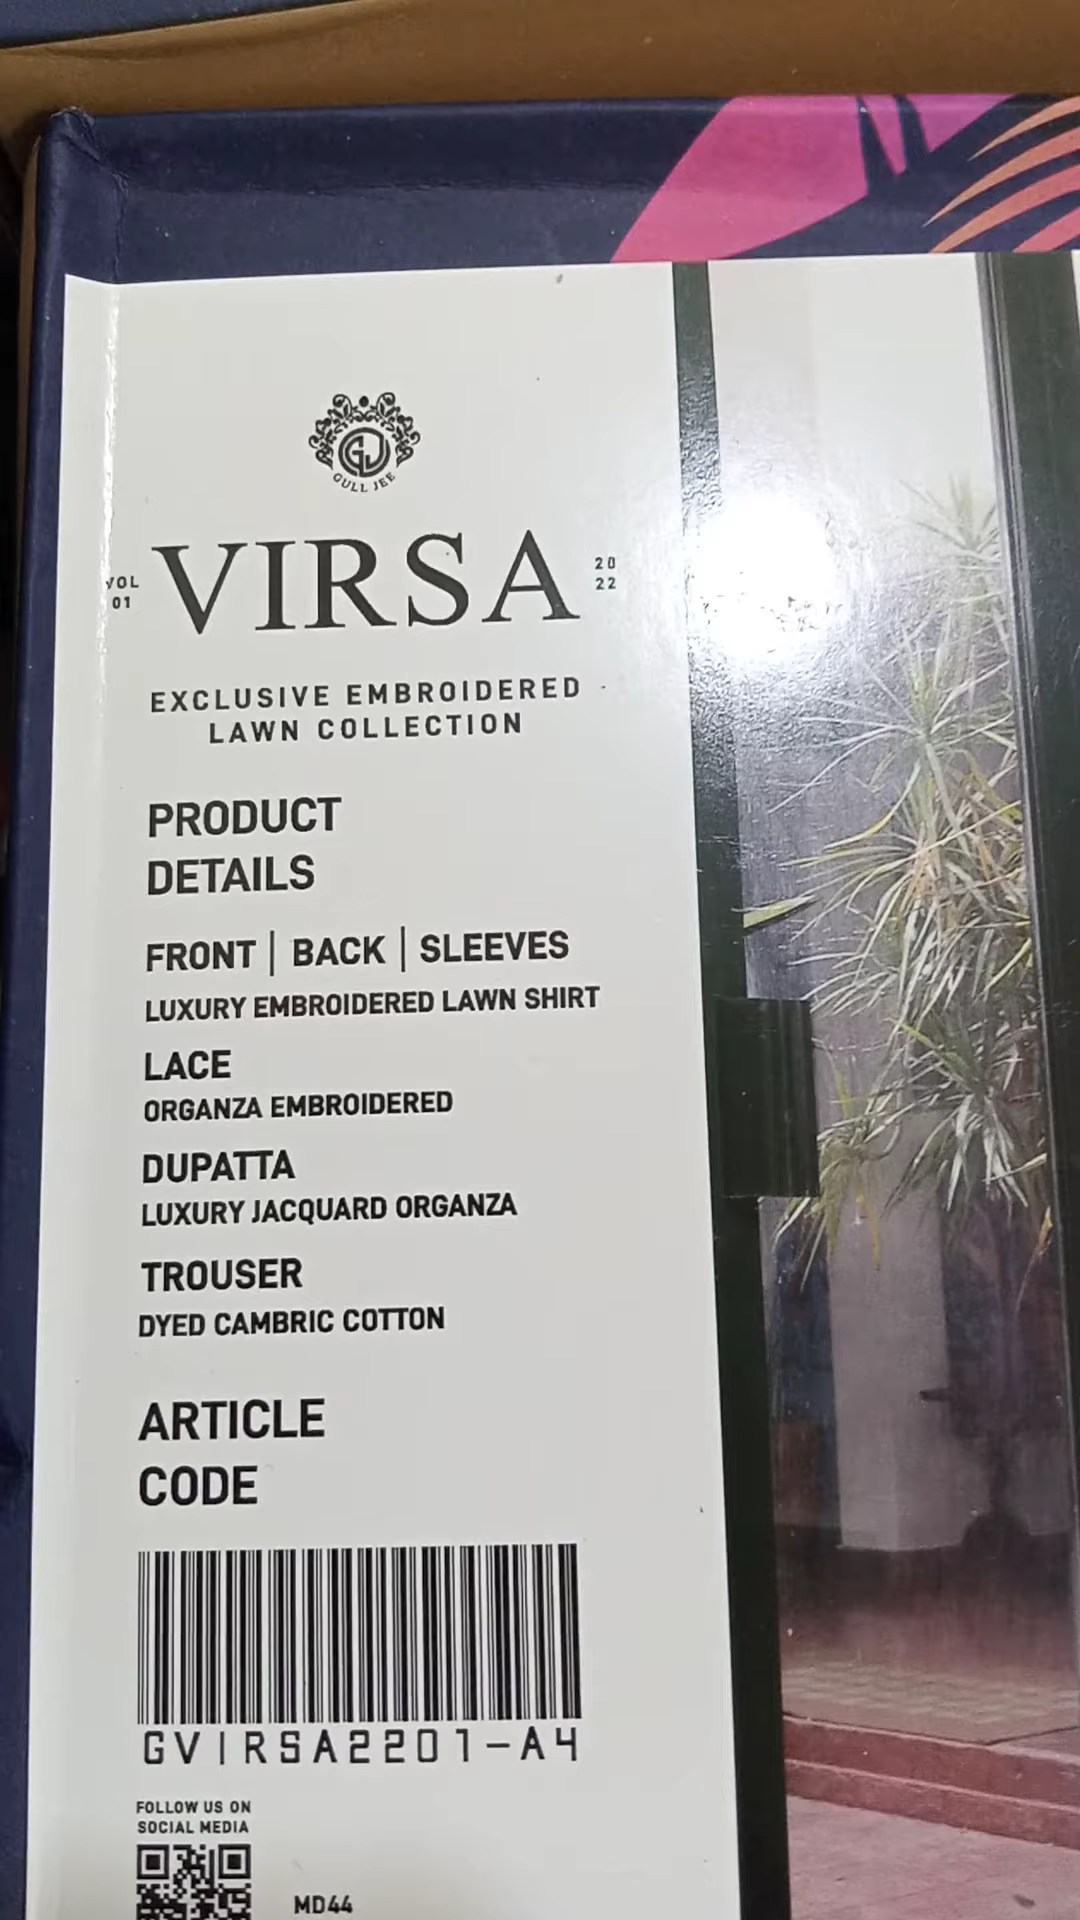 GJ
GULL JEE
VOL
01
VIRSA
20
22
EXCLUSIVE EMBROIDERED
LAWN COLLECTION
PRODUCT
DETAILS
FRONT | BACK | SLEEVES
LUXURY EMBROIDERED LAWN SHIRT
LACE
ORGANZA EMBROIDERED
DUPATTA
LUXURY JACQUARD ORGANZA
TROUSER
DYED CAMBRIC COTTON
ARTICLE
CODE
GVIRSA2201-A4
FOLLOW US ON
SOCIAL MEDIA
MD44